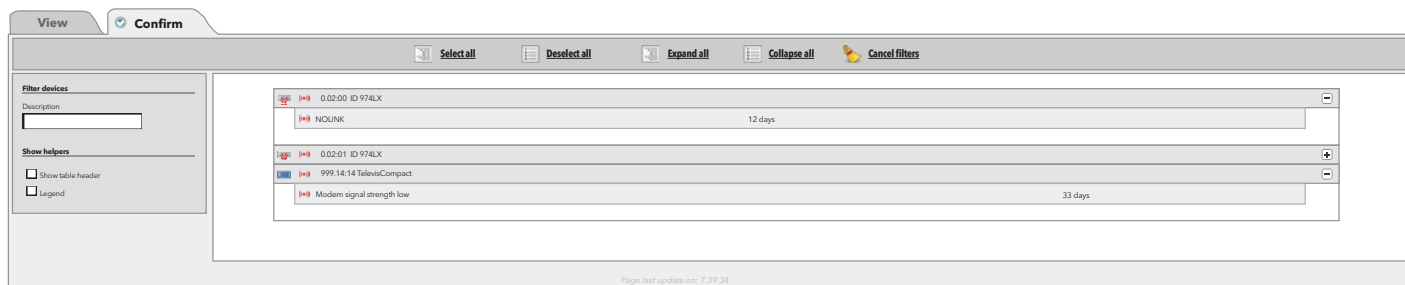 View
Confirm
Select all Deselect all Expand all Collapse all Cancel filters
Filter devices
Description
Show helpers
Show table header
Legend
0.02:00 ID 974LX
NOLINK 12 days
0.02:01 ID 974LX
999.14:14 TelevisCompact
Modem signal strength low 33 days
Page last update on: 7.39.34